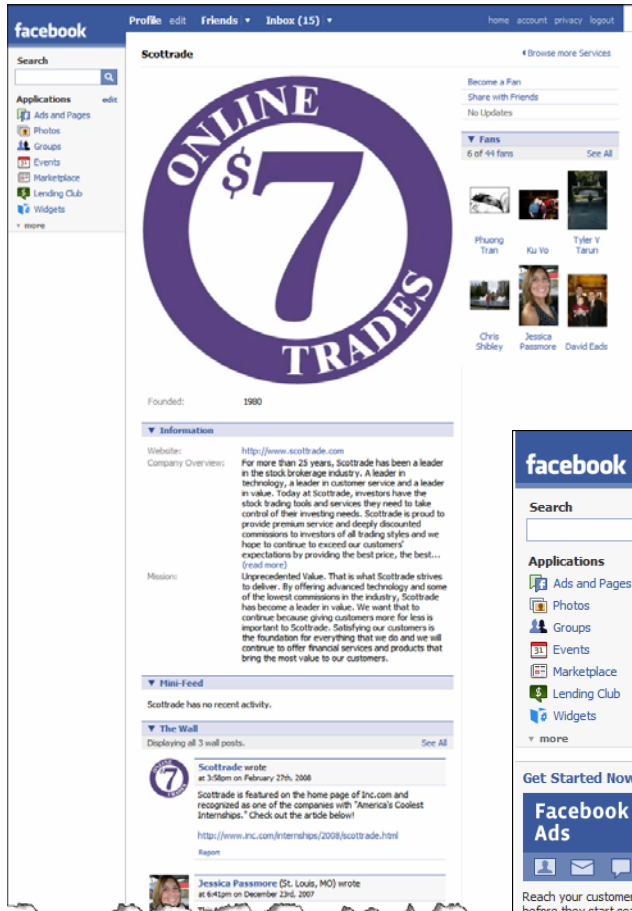 facebook
Profile edit Friends Inbox (15)
home account privacy logout
Search
Applications edit
Ads and Pages
Photos
Groups
Events
Marketplace
Lending Club
Widgets
more
Scottrade
Browse more Services
ONLINE
$7
TRADES
Become a Fan
Share with Friends
No Updates
Fans
6 of 44 fans See All
Phuong Tran
Ku Vo
Tyler V Tarun
Chris Shibley
Jessica Passmore
David Eads
Founded: 1980
Information
Website: http://www.scottrade.com
Company Overview: For more than 25 years, Scottrade has been a leader
in the stock brokerage industry. A leader in
technology, a leader in customer service and a leader
in value. Today at Scottrade, investors have the
stock trading tools and services they need to take
control of their investing needs. Scottrade is proud to
provide premium service and deeply discounted
commissions to investors of all trading styles and we
hope to continue to exceed our customers'
expectations by providing the best price, the best...
(read more)
Mission: Unprecedented Value. That is what Scottrade strives
to deliver. By offering advanced technology and some
of the lowest commissions in the industry, Scottrade
has become a leader in value. We want that to
continue because giving customers more for less is
important to Scottrade. Satisfying our customers is
the foundation for everything that we do and we will
continue to offer financial services and products that
bring the most value to our customers.
Mini-Feed
Scottrade has no recent activity.
The Wall
Displaying all 3 wall posts. See All
ONLINE
7
Scottrade wrote
at 3:58pm on February 27th, 2008
Scottrade is featured on the home page of Inc.com and
recognized as one of the companies with "America's Coolest
Internships." Check out the article below!
http://www.inc.com/internships/2008/scottrade.html
Report
Jessica Passmore (St. Louis, MO) wrote
at 6:41pm on December 23rd, 2007
facebook
Search
Applications
Ads and Pages
Photos
Groups
31
Events
Marketplace
Lending Club
Widgets
more
Get Started Now
Facebook
Ads
Reach your customer